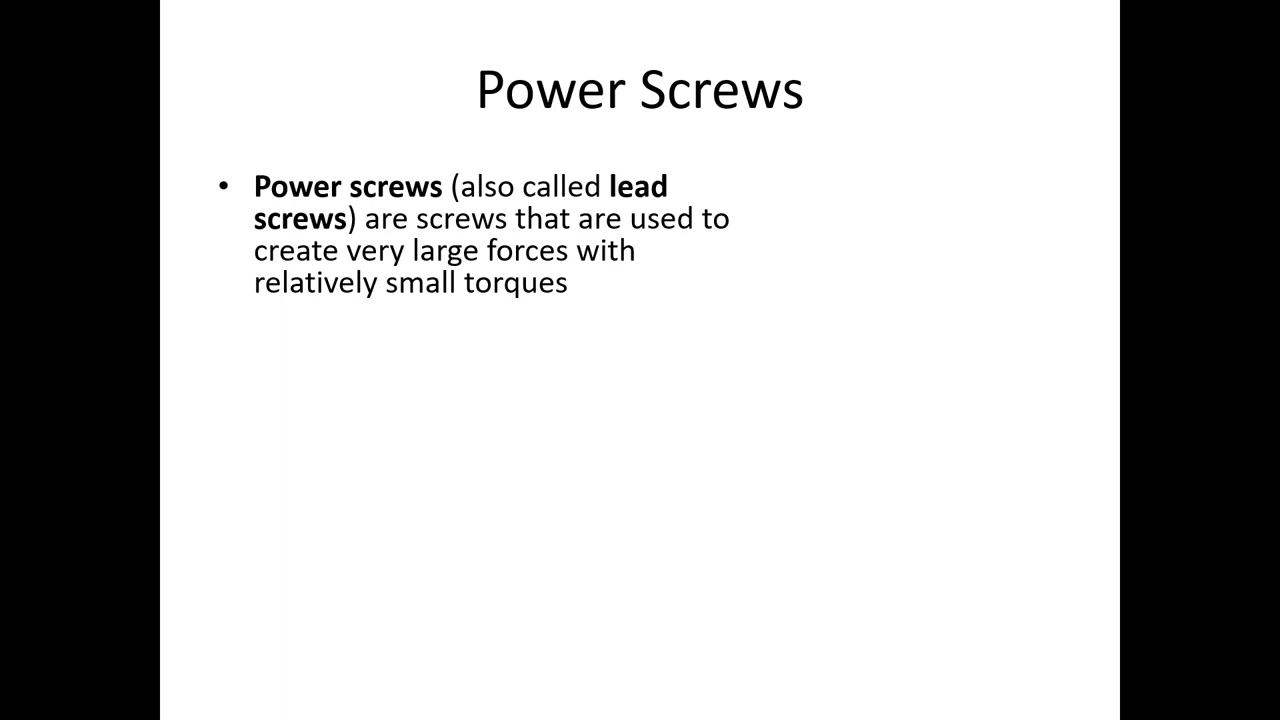 Power Screws
• Power screws (also called lead
screws) are screws that are used to
create very large forces with
relatively small torques